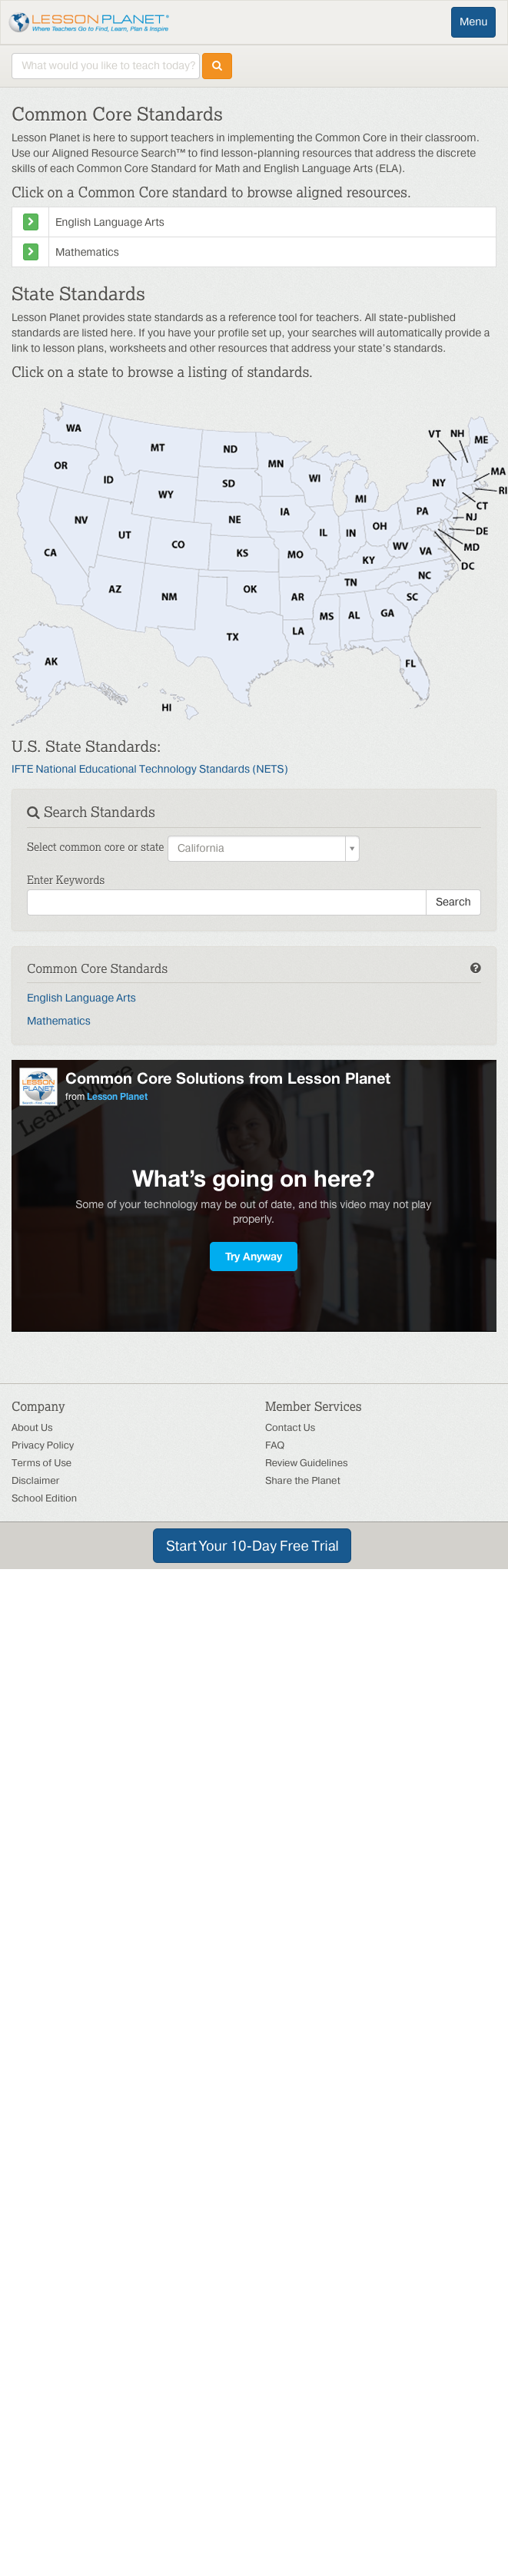 LESSON PLANET®
Where Teachers Go to Find, Learn, Plan & Inspire
Menu
What would you like to teach today?
Common Core Standards
Lesson Planet is here to support teachers in implementing the Common Core in their classroom.
Use our Aligned Resource Search™ to find lesson-planning resources that address the discrete
skills of each Common Core Standard for Math and English Language Arts (ELA).
Click on a Common Core standard to browse aligned resources.
English Language Arts
Mathematics
State Standards
Lesson Planet provides state standards as a reference tool for teachers. All state-published
standards are listed here. If you have your profile set up, your searches will automatically provide a
link to lesson plans, worksheets and other resources that address your state's standards.
Click on a state to browse a listing of standards.
WA
MT
ND
MN
VT
NH
ME
OR
ID
WY
SD
WI
MI
NY
MA
RI
CT
NV
UT
CO
NE
IA
IL
IN
OH
PA
NJ
DE
CA
KS
MO
KY
WV
VA
MD
DC
AZ
NM
OK
AR
TN
NC
SC
TX
LA
MS
AL
GA
FL
AK
HI
U.S. State Standards:
IFTE National Educational Technology Standards (NETS)
Search Standards
Select common core or state California
Enter Keywords
Search
Common Core Standards
English Language Arts
Mathematics
Learn More
LESSON PLANET
Common Core Solutions from Lesson Planet
from Lesson Planet
What's going on here?
Some of your technology may be out of date, and this video may not play
properly.
Try Anyway
Company
About Us
Privacy Policy
Terms of Use
Disclaimer
School Edition
Member Services
Contact Us
FAQ
Review Guidelines
Share the Planet
Start Your 10-Day Free Trial